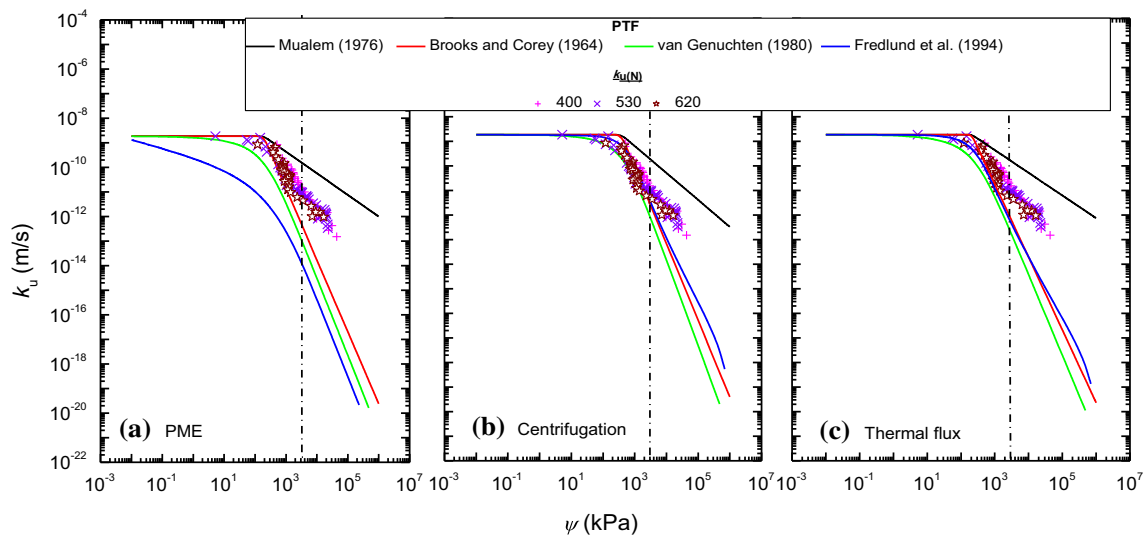 PTF
Mualem (1976) Brooks and Corey (1964) van Genuchten (1980) Fredlund et al. (1994)
ku(N)
400 530 620
10^-4
10^-6
10^-8
10^-10
10^-12
10^-14
10^-16
10^-18
10^-20
10^-22
ku (m/s)
(a) PME
(b) Centrifugation
(c) Thermal flux
10^-3 10^-1 10^1 10^3 10^5 10^7
10^-3 10^-1 10^1 10^3 10^5 10^7
10^-3 10^-1 10^1 10^3 10^5 10^7
ψ (kPa)